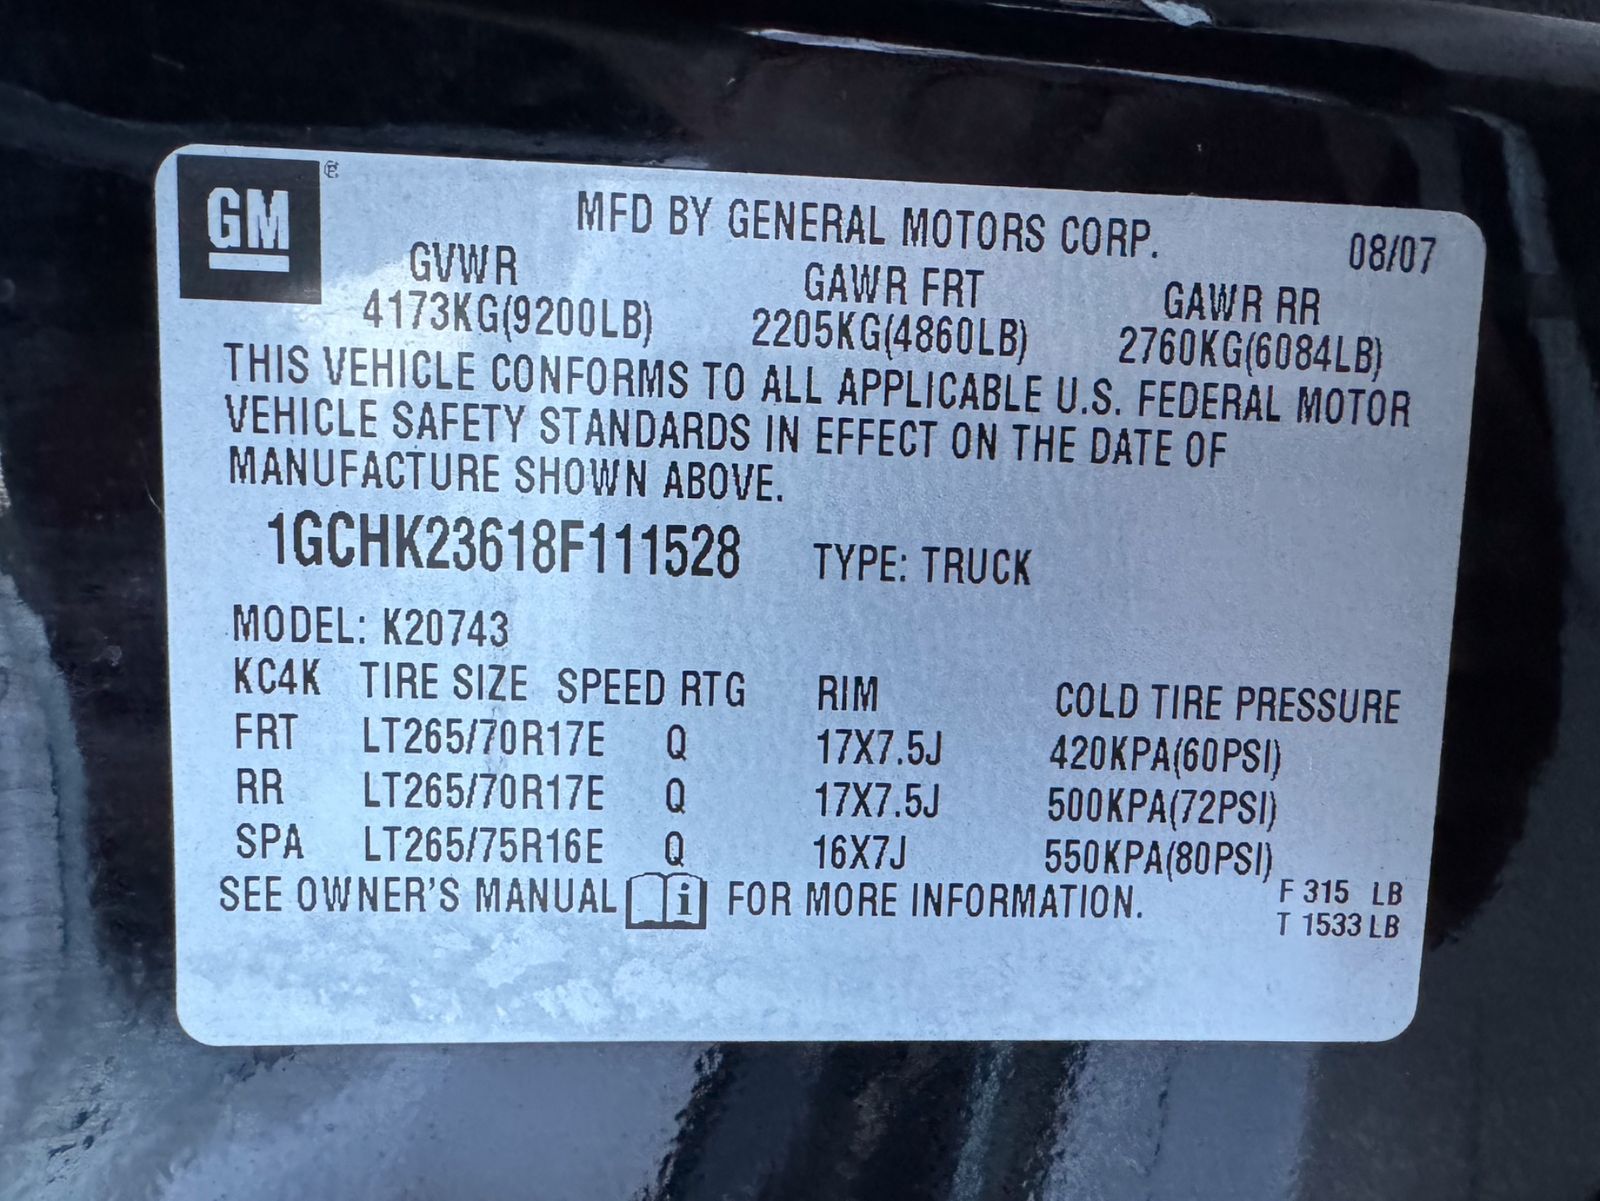 GM
MFD BY GENERAL MOTORS CORP.
08/07
GVWR GAWR FRT GAWR RR
4173KG(9200LB) 2205KG(4860LB) 2760KG(6084LB)
THIS VEHICLE CONFORMS TO ALL APPLICABLE U.S. FEDERAL MOTOR
VEHICLE SAFETY STANDARDS IN EFFECT ON THE DATE OF
MANUFACTURE SHOWN ABOVE.
1GCHK23618F111528 TYPE: TRUCK
MODEL: K20743
KC4K TIRE SIZE SPEED RTG RIM COLD TIRE PRESSURE
FRT LT265/70R17E Q 17X7.5J 420KPA(60PSI)
RR LT265/70R17E Q 17X7.5J 500KPA(72PSI)
SPA LT265/75R16E Q 16X7J 550KPA(80PSI)
SEE OWNER'S MANUAL i FOR MORE INFORMATION.
F 315 LB
T 1533 LB